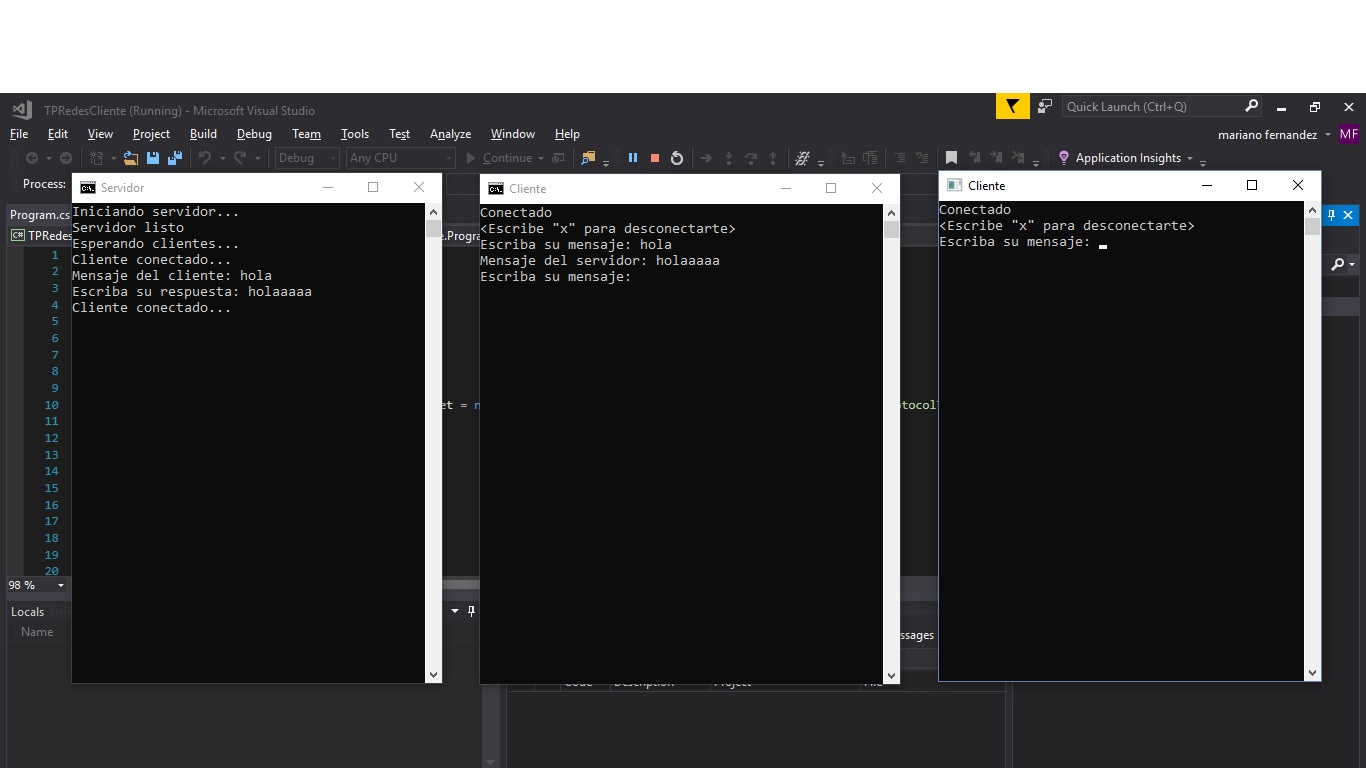 TPRedesCliente (Running) - Microsoft Visual Studio
Quick Launch (Ctrl+Q)
File Edit View Project Build Debug Team Tools Test Analyze Window Help
mariano fernandez MF
Debug Any CPU Continue Application Insights
Process:
Program.cs
TPRedes
1
2
3
4
5
6
7
8
9
10
11
12
13
14
15
16
17
18
19
20
98 %
Locals
Name
Servidor
Iniciando servidor...
Servidor listo
Esperando clientes...
Cliente conectado...
Mensaje del cliente: hola
Escriba su respuesta: holaaaaa
Cliente conectado...
e.Progra
et = n
Cliente
Conectado
<Escribe "x" para desconectarte>
Escriba su mensaje: hola
Mensaje del servidor: holaaaaa
Escriba su mensaje:
otocolT
ssages
Code Description Project File
Cliente
Conectado
<Escribe "x" para desconectarte>
Escriba su mensaje: